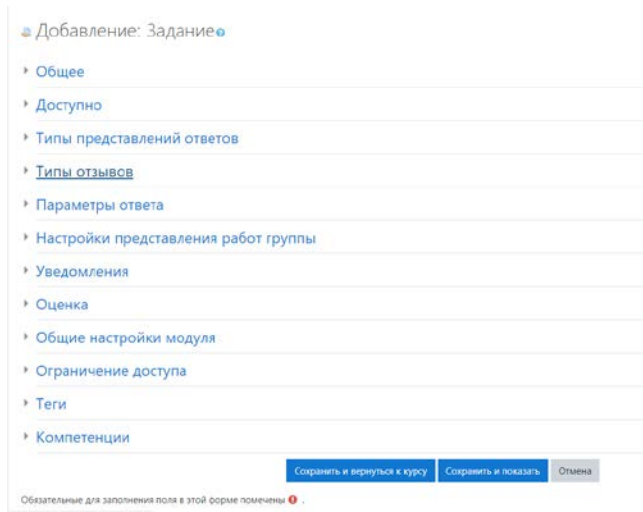 Добавление: Задание
Общее
Доступно
Типы представлений ответов
Типы отзывов
Параметры ответа
Настройки представления работ группы
Уведомления
Оценка
Общие настройки модуля
Ограничение доступа
Теги
Компетенции
Сохранить и вернуться к курсу Сохранить и показать Отмена
Обязательные для заполнения поля в этой форме помечены .